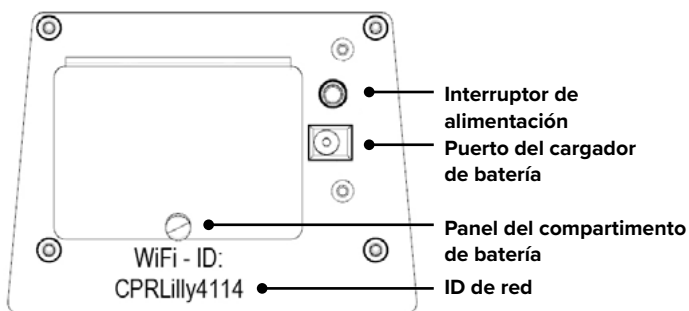 Interruptor de
alimentación
Puerto del cargador
de batería
Panel del compartimento
de batería
WiFi - ID:
CPRLilly4114
ID de red